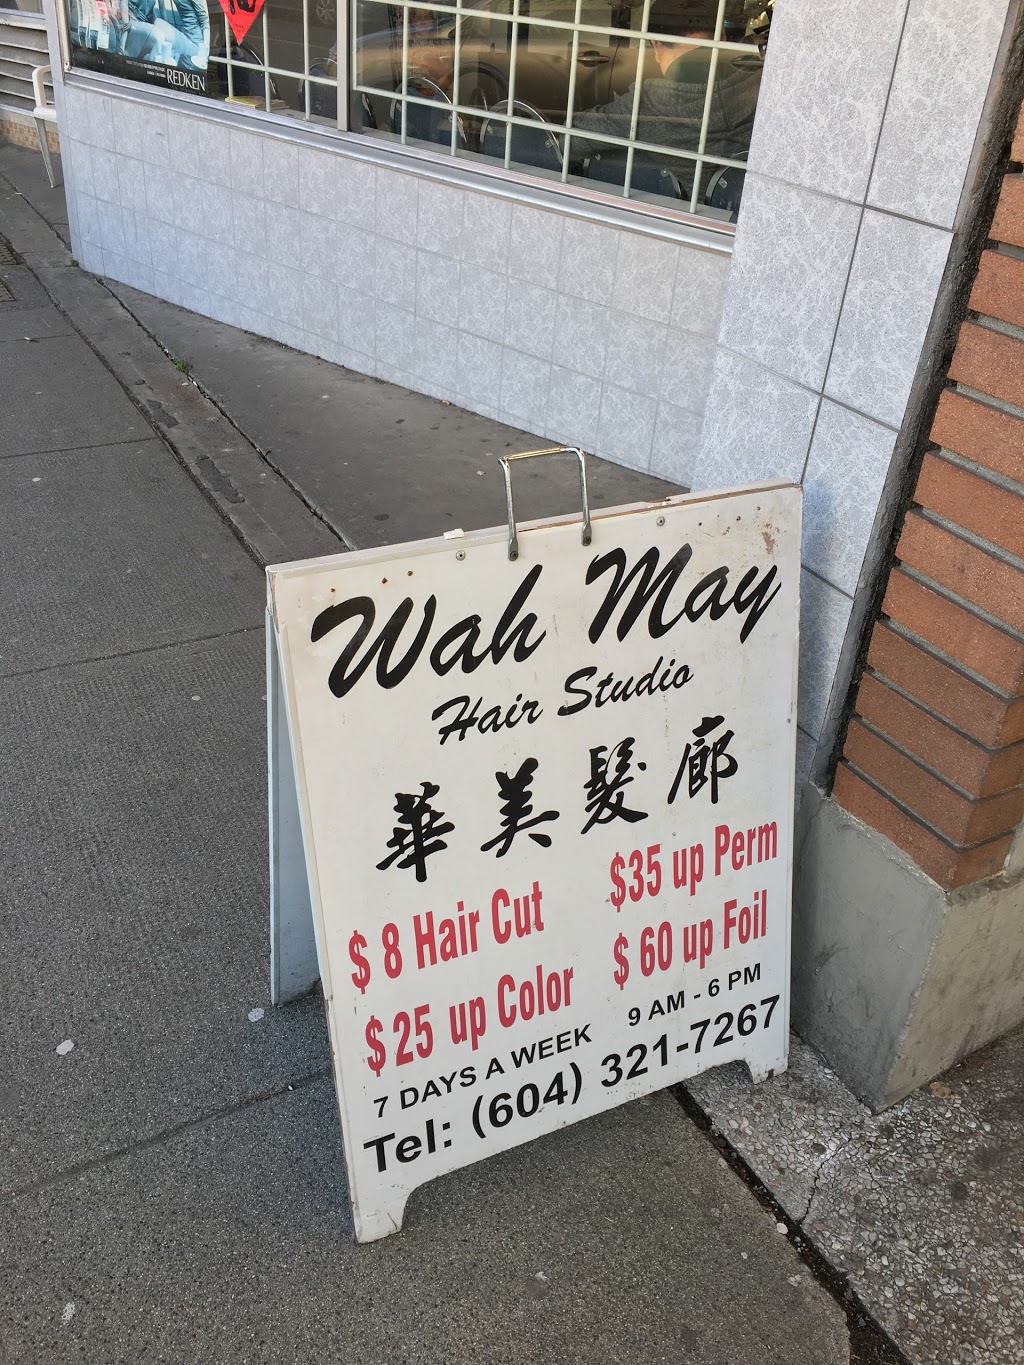 REDKEN
Wah May
Hair Studio
華美髮廊
$ 8 Hair Cut
$35 up Perm
$25 up Color
$ 60 up Foil
7 DAYS A WEEK 9 AM - 6 PM
Tel: (604) 321-7267